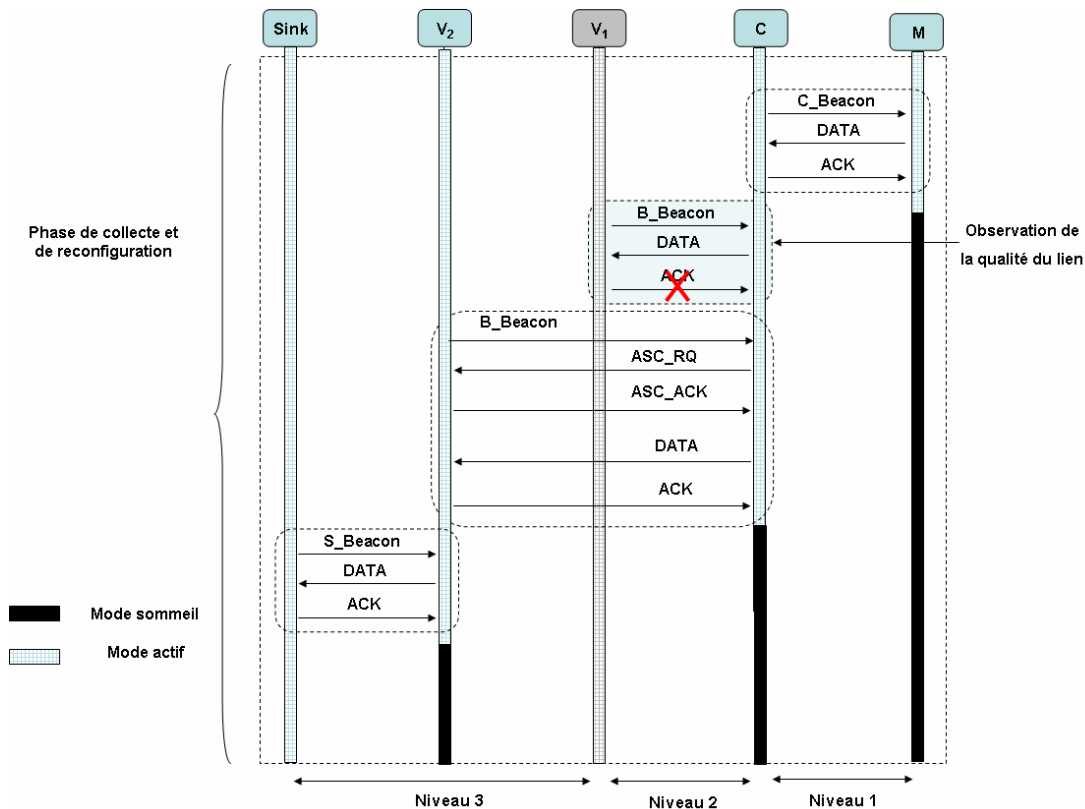 Sink
V₂
V₁
C
M
C_Beacon
DATA
ACK
B_Beacon
DATA
ACK
Phase de collecte et
de reconfiguration
Observation de
la qualité du lien
B_Beacon
ASC_RQ
ASC_ACK
DATA
ACK
S_Beacon
DATA
ACK
Mode sommeil
Mode actif
Niveau 3
Niveau 2
Niveau 1